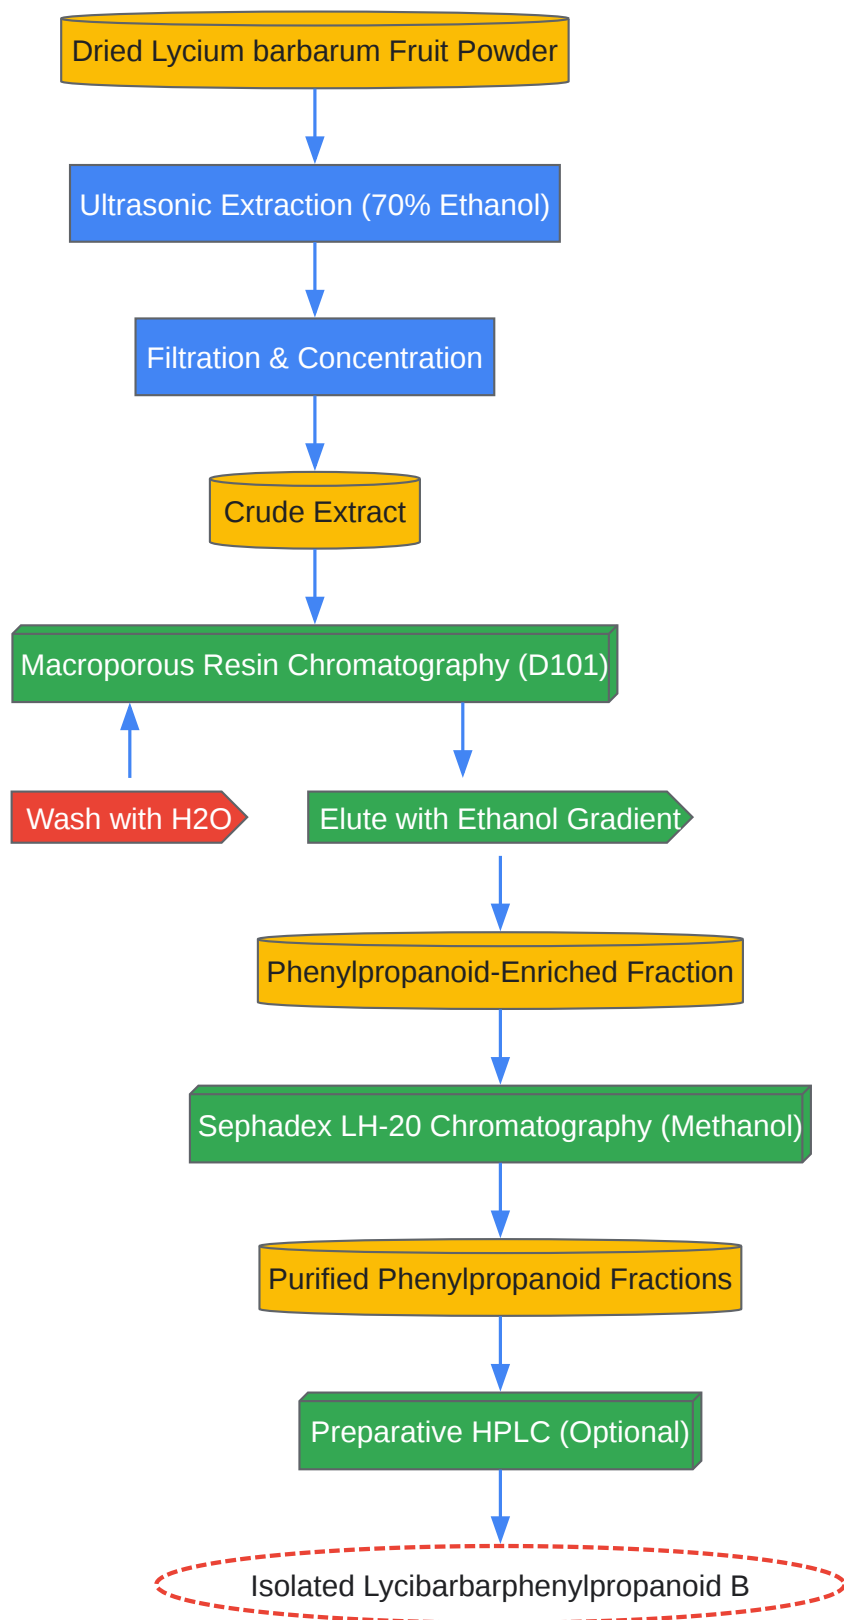 Dried Lycium barbarum Fruit Powder
Ultrasonic Extraction (70% Ethanol)
Filtration & Concentration
Crude Extract
Macroporous Resin Chromatography (D101)
Wash with H2O
Elute with Ethanol Gradient
Phenylpropanoid-Enriched Fraction
Sephadex LH-20 Chromatography (Methanol)
Purified Phenylpropanoid Fractions
Preparative HPLC (Optional)
Isolated Lycibarbarphenylpropanoid B